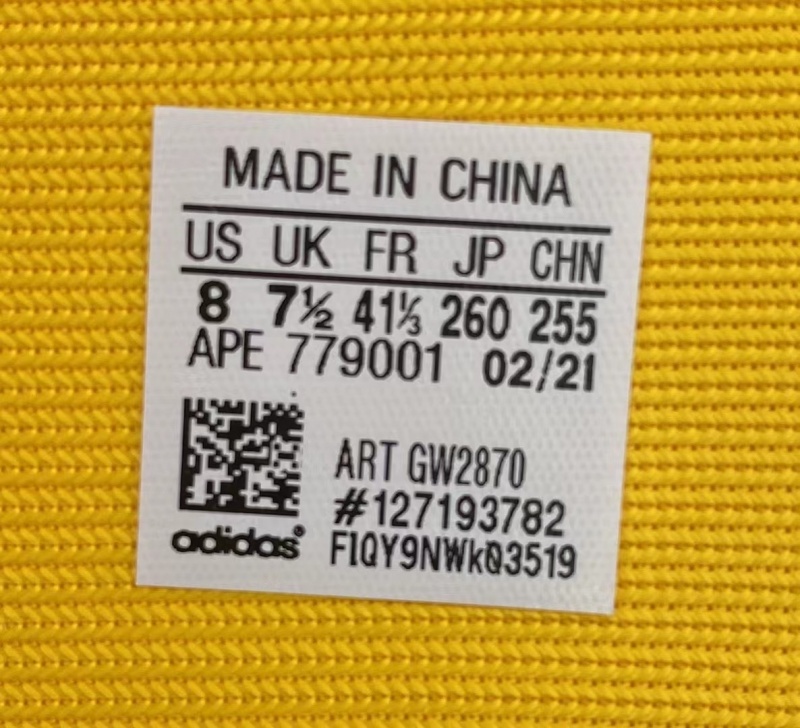 MADE IN CHINA
US UK FR JP CHN
8 7½ 41⅓ 260 255
APE 779001 02/21
ART GW2870
#127193782
FIQY9NWkQ3519
adidas®